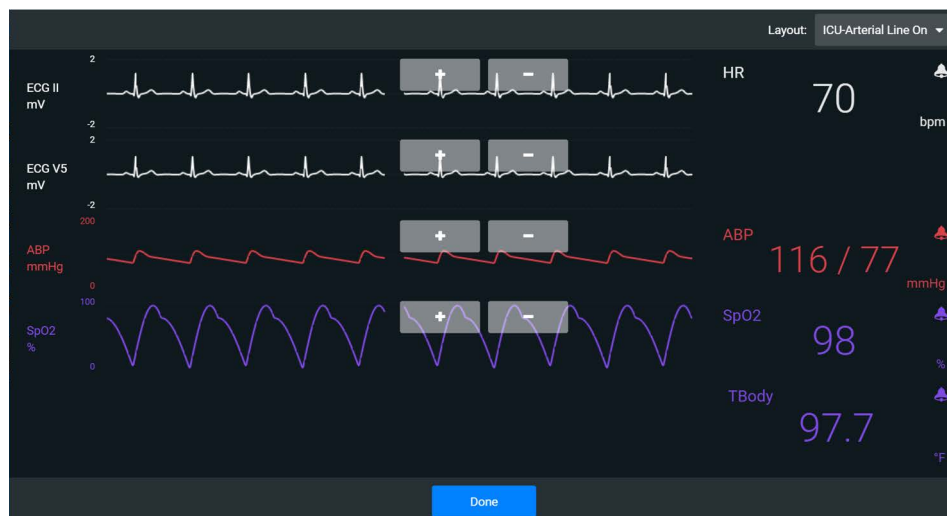 Layout: ICU-Arterial Line On
ECG II
mV
2
-2
+ −
HR
70
bpm
ECG V5
mV
2
-2
+ −
ABP
mmHg
200
0
+ −
ABP
116 / 77
mmHg
SpO2
%
100
0
+ −
SpO2
98
%
TBody
97.7
°F
Done